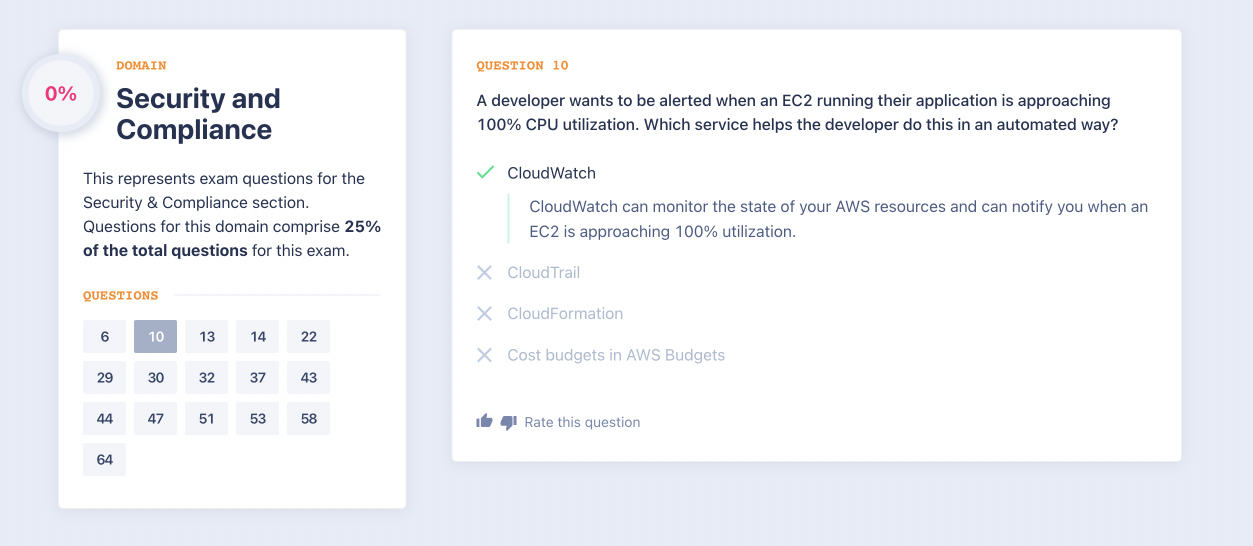 0%
DOMAIN
Security and
Compliance
This represents exam questions for the
Security & Compliance section.
Questions for this domain comprise 25%
of the total questions for this exam.
QUESTIONS
6 10 13 14 22
29 30 32 37 43
44 47 51 53 58
64
QUESTION 10
A developer wants to be alerted when an EC2 running their application is approaching
100% CPU utilization. Which service helps the developer do this in an automated way?
CloudWatch
CloudWatch can monitor the state of your AWS resources and can notify you when an
EC2 is approaching 100% utilization.
CloudTrail
CloudFormation
Cost budgets in AWS Budgets
Rate this question